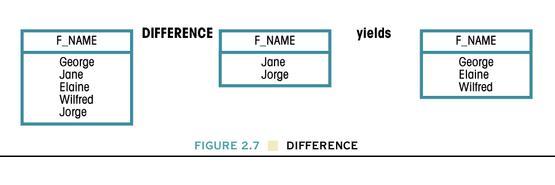 F_NAME DIFFERENCE F_NAME yields F_NAME
George Jane George
Jane Jorge Elaine
Elaine Wilfred
Wilfred
Jorge
FIGURE 2.7 DIFFERENCE